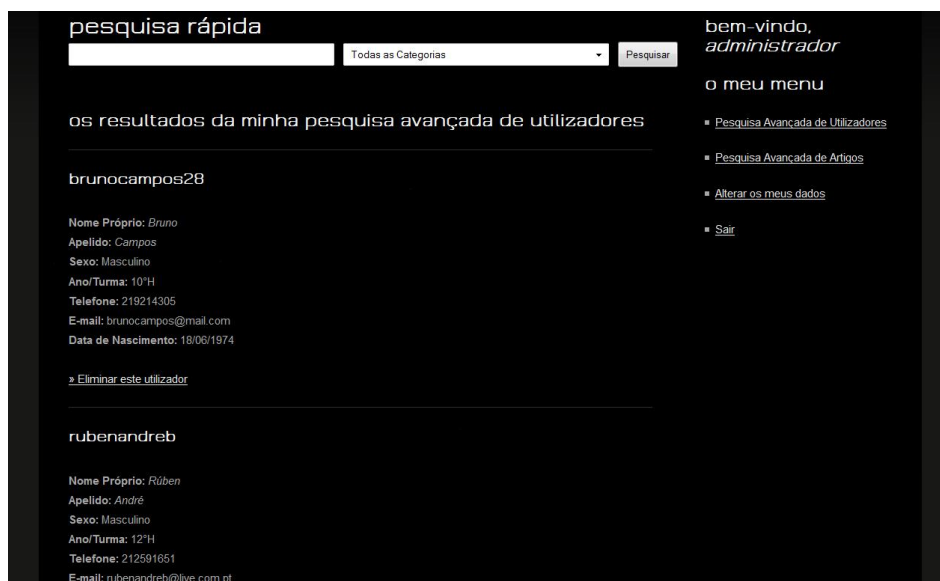 pesquisa rápida
Todas as Categorias
Pesquisar
os resultados da minha pesquisa avançada de utilizadores
brunocampos28
Nome Próprio: Bruno
Apelido: Campos
Sexo: Masculino
Ano/Turma: 10°H
Telefone: 219214305
E-mail: brunocampos@mail.com
Data de Nascimento: 18/06/1974
» Eliminar este utilizador
rubenandreb
Nome Próprio: Rúben
Apelido: André
Sexo: Masculino
Ano/Turma: 12°H
Telefone: 212591651
E-mail: rubenandreb@live.com.pt
bem-vindo,
administrador
o meu menu
Pesquisa Avançada de Utilizadores
Pesquisa Avançada de Artigos
Alterar os meus dados
Sair